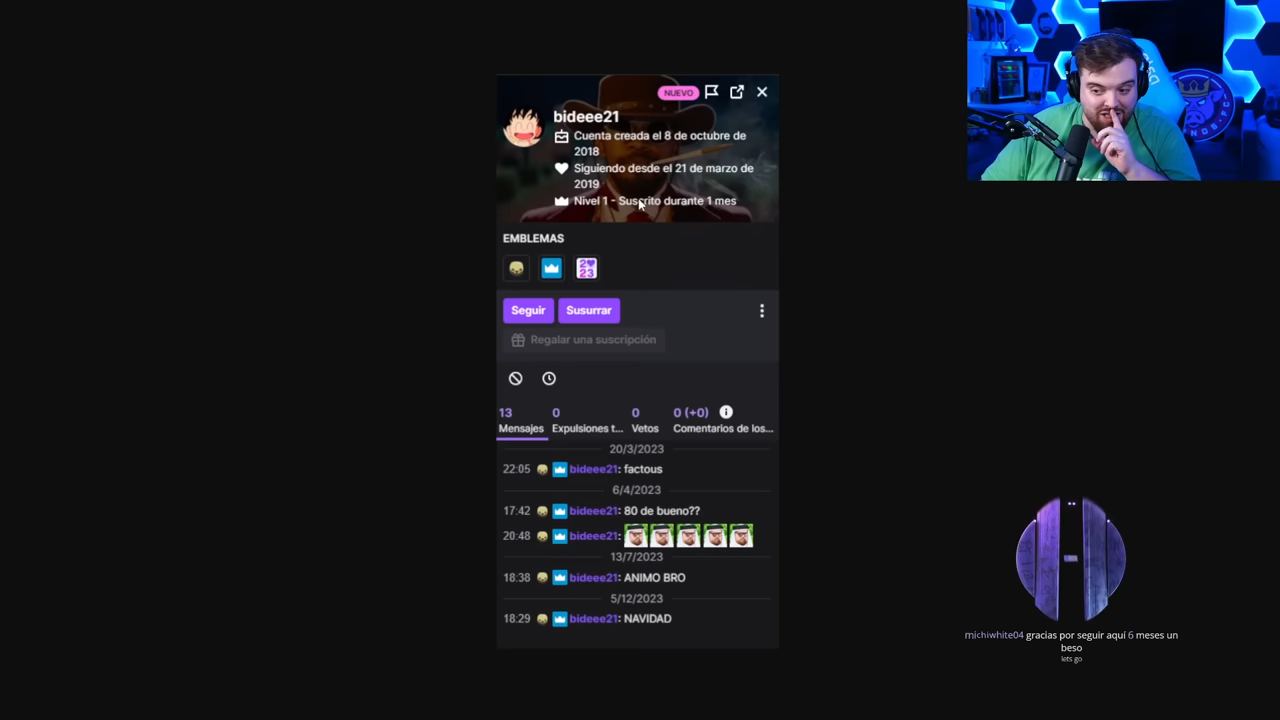 NUEVO
bideee21
Cuenta creada el 8 de octubre de
2018
Siguiendo desde el 21 de marzo de
2019
Nivel 1 - Suscrito durante 1 mes
EMBLEMAS
Seguir
Susurrar
Regalar una suscripción
13
0
0
0 (+0)
Mensajes
Expulsiones t...
Vetos
Comentarios de los...
20/3/2023
22:05 bideee21: factous
6/4/2023
17:42 bideee21: 80 de bueno??
20:48 bideee21:
13/7/2023
18:38 bideee21: ANIMO BRO
5/12/2023
18:29 bideee21: NAVIDAD
michiwhite04 gracias por seguir aquí 6 meses un
beso
lets go